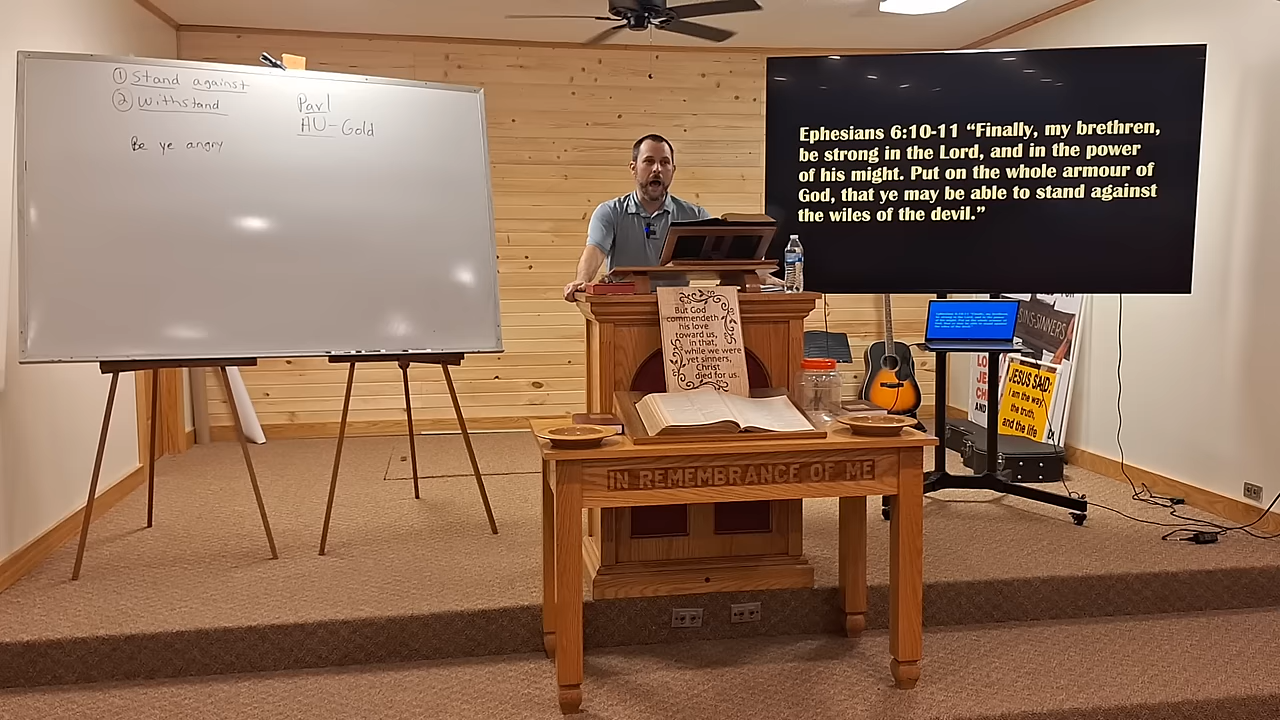 ① Stand against
② Withstand
Be ye angry
Parl
AU-Gold
Ephesians 6:10-11 “Finally, my brethren,
be strong in the Lord, and in the power
of his might. Put on the whole armour of
God, that ye may be able to stand against
the wiles of the devil.”
But God
commendeth
his love
toward us
in that,
while we were
yet sinners,
Christ
died for us.
IN REMEMBRANCE OF ME
JESUS SAID:
I am the way,
the truth,
and the life
SINNERS
AND